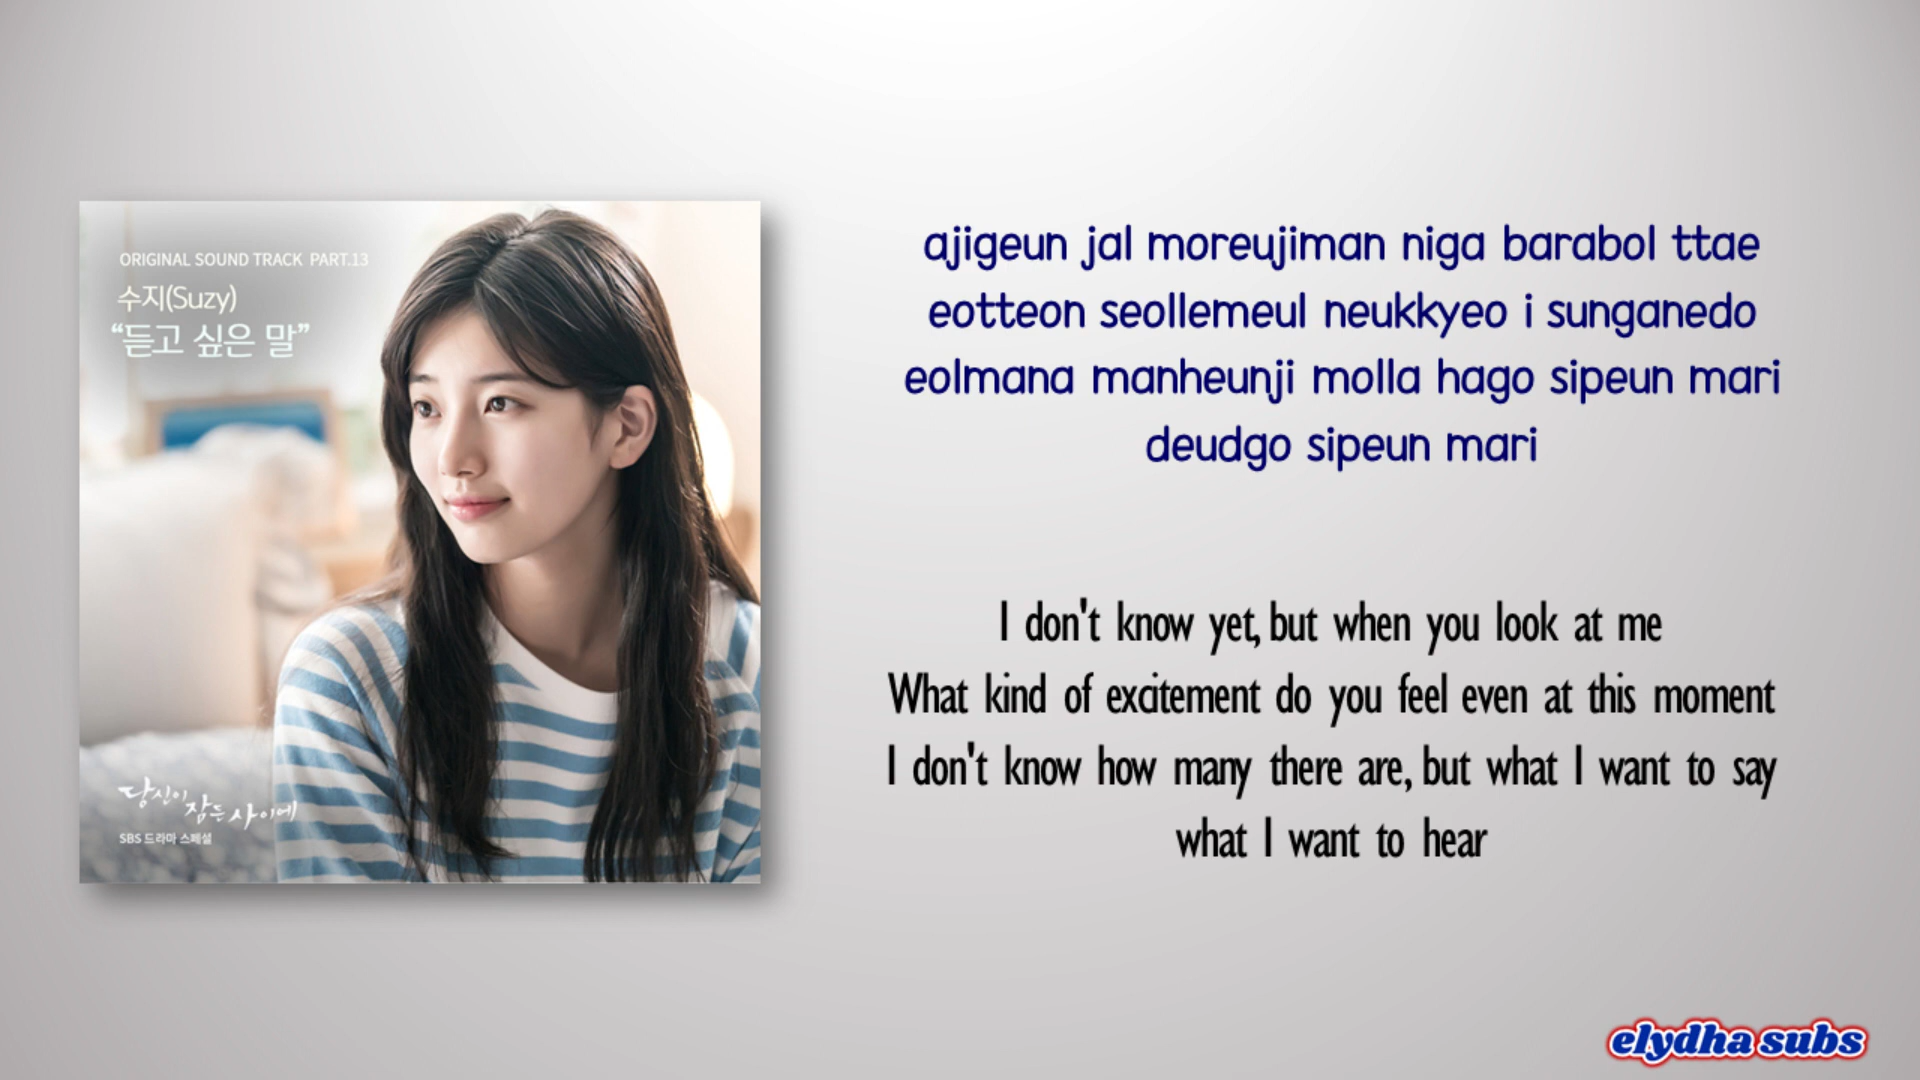 ORIGINAL SOUND TRACK PART.13
수지(Suzy)
“듣고 싶은 말”
당신이
잠든 사이에
SBS 드라마 스페셜
ajigeun jal moreujiman niga barabol ttae
eotteon seollemeul neukkyeo i sunganedo
eolmana manheunji molla hago sipeun mari
deudgo sipeun mari
I don't know yet, but when you look at me
What kind of excitement do you feel even at this moment
I don't know how many there are, but what I want to say
what I want to hear
elydha subs